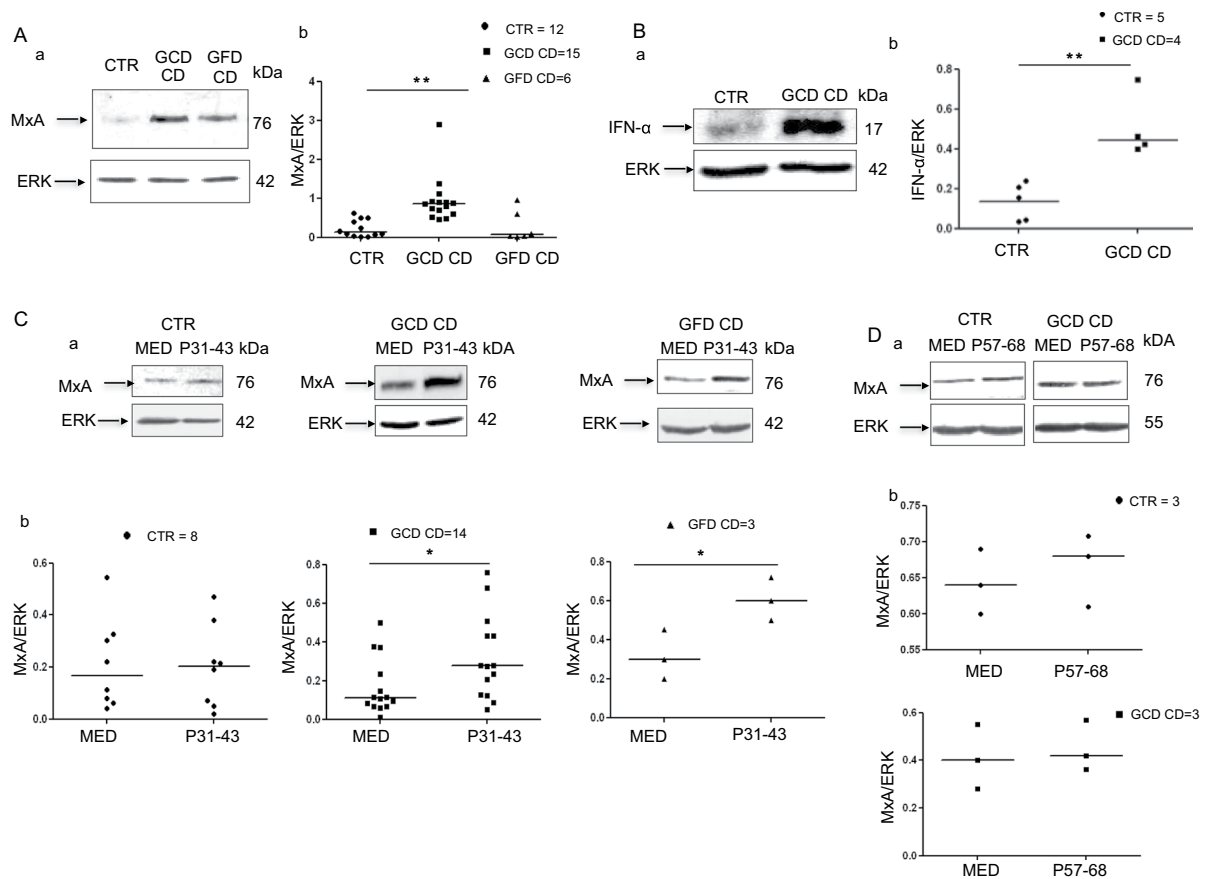 A
a
CTR
GCD CD
GFD CD
kDa
MxA
76
ERK
42
b
CTR = 12
GCD CD=15
GFD CD=6
**
MxA/ERK
4
3
2
1
0
CTR
GCD CD
GFD CD
B
a
CTR
GCD CD
kDa
IFN-α
17
ERK
42
b
CTR = 5
GCD CD=4
**
IFN-α/ERK
0.8
0.6
0.4
0.2
0.0
CTR
GCD CD
C
a
CTR
MED P31-43 kDa
MxA
76
ERK
42
GCD CD
MED P31-43 kDA
MxA
76
ERK
42
GFD CD
MED P31-43 kDa
MxA
76
ERK
42
b
CTR = 8
MxA/ERK
0.6
0.4
0.2
0.0
MED
P31-43
GCD CD=14
*
MxA/ERK
0.8
0.6
0.4
0.2
0.0
MED
P31-43
GFD CD=3
*
MxA/ERK
0.8
0.6
0.4
0.2
0.0
MED
P31-43
D
a
CTR
GCD CD
MED P57-68
MED P57-68
kDA
MxA
76
ERK
55
b
CTR = 3
MxA/ERK
0.75
0.70
0.65
0.60
0.55
MED
P57-68
GCD CD=3
MxA/ERK
0.6
0.4
0.2
0.0
MED
P57-68